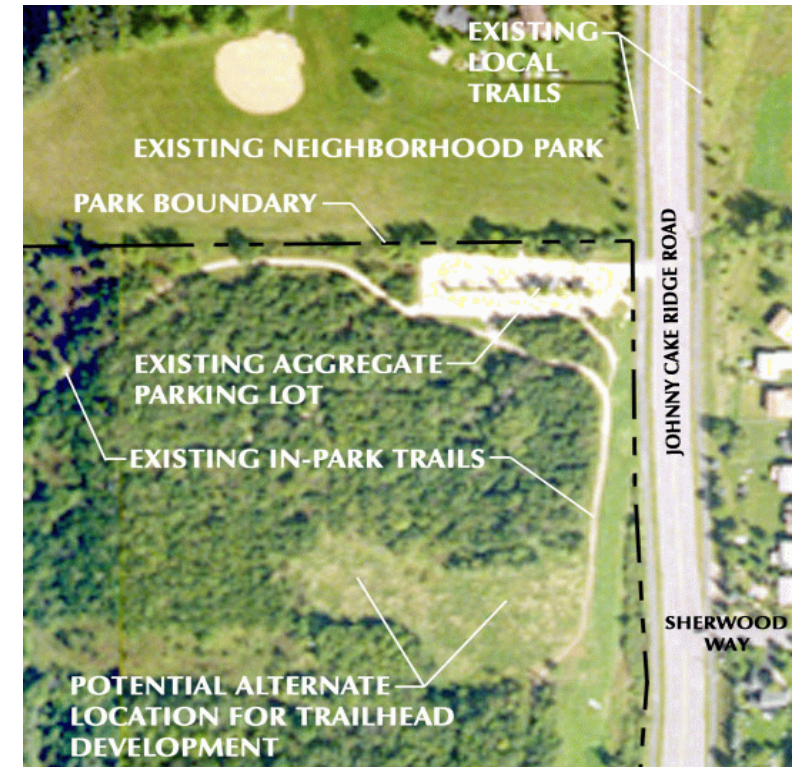 EXISTING
LOCAL
TRAILS
EXISTING NEIGHBORHOOD PARK
PARK BOUNDARY
JOHNNY CAKE RIDGE ROAD
EXISTING AGGREGATE
PARKING LOT
EXISTING IN-PARK TRAILS
SHERWOOD
WAY
POTENTIAL ALTERNATE
LOCATION FOR TRAILHEAD
DEVELOPMENT